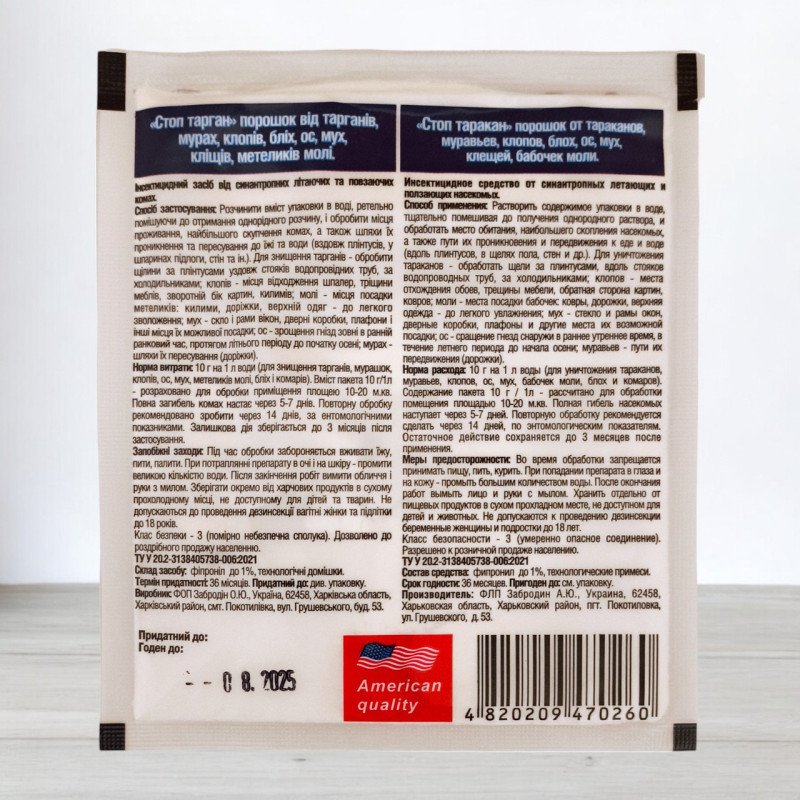 «Стоп тарган» порошок від тарганів,
мурах, клопів, бліх, ос, мух,
кліщів, метеликів молі.
Інсектицидний засіб від синантропних літаючих та повзаючих
комах.
Спосіб застосування: Розчинити вміст упаковки в воді, ретельно
помішуючи до отримання однорідного розчину, і обробити місця
проживання, найбільшого скупчення комах, а також шляхи їх
проникнення та пересування до їжі та води (вздовж плінтусів, у
шпаринах підлоги, стін та ін.). Для знищення тарганів - обробити
щілини за плінтусами уздовж стояків водопровідних труб, за
холодильниками; клопів - місця відходження шпалер, тріщини
меблів, зворотній бік картин, килимів; молі - місця посадки
метеликів: килими, доріжки, верхній одяг - до легкого
зволоження; мух - скло і рами вікон, дверні коробки, плафони і
інші місця їх можливої посадки; ос - зрощення гнізд зовні в ранній
ранковий час, протягом літнього періоду до початку осені; мурах -
шляхи їх пересування (доріжки).
Норма витрати: 10 г на 1 л води (для знищення тарганів, мурашок,
клопів, ос, мух, метеликів молі, бліх і комарів). Вміст пакета 10 г/1л
- розраховано для обробки приміщення площею 10-20 м.кв.
Повна загибель комах настає через 5-7 днів. Повторну обробку
рекомендовано зробити через 14 днів, за ентомологічними
показниками. Залишкова дія зберігається до 3 місяців після
застосування.
Запобіжні заходи: Під час обробки забороняється вживати їжу,
пити, палити. При потраплянні препарату в очі і на шкіру - промити
великою кількістю води. Після закінчення робіт вимити обличчя і
руки з милом. Зберігати окремо від харчових продуктів в сухому
прохолодному місці, не доступному для дітей та тварин. Не
допускаються до проведення дезинсекції вагітні жінки та підлітки
до 18 років.
Клас безпеки - 3 (помірно небезпечна сполука). Дозволено до
роздрібного продажу населенню.
ТУ У 20.2-3138405738-006:2021
Склад засобу: фіпроніл до 1%, технологічні домішки.
Термін придатності: 36 місяців. Придатний до: див. упаковку.
Виробник: ФОП Забродін О.Ю., Україна, 62458, Харківська область,
Харківський район, смт. Покотилівка, вул. Грушевського, буд. 53.
«Стоп таракан» порошок от тараканов,
муравьев, клопов, блох, ос, мух,
клещей, бабочек моли.
Инсектицидное средство от синантропных летающих и
ползающих насекомых.
Способ применения: Растворить содержимое упаковки в воде,
тщательно помешивая до получения однородного раствора, и
обработать место обитания, наибольшего скопления насекомых,
а также пути их проникновения и передвижения к еде и воде
(вдоль плинтусов, в щелях пола, стен и др.). Для уничтожения
тараканов - обработать щели за плинтусами, вдоль стояков
водопроводных труб, за холодильниками; клопов - места
отхождения обоев, трещины мебели, обратная сторона картин,
ковров; моли - места посадки бабочек: ковры, дорожки, верхняя
одежда - до легкого увлажнения; мух - стекло и рамы окон,
дверные коробки, плафоны и другие места их возможной
посадки; ос - сращение гнезд снаружи в раннее утреннее время, в
течение летнего периода до начала осени; муравьев - пути их
передвижения (дорожки).
Норма расхода: 10 г на 1 л воды (для уничтожения тараканов,
муравьев, клопов, ос, мух, бабочек моли, блох и комаров).
Содержание пакета 10 г / 1л - рассчитано для обработки
помещения площадью 10-20 м.кв. Полная гибель насекомых
наступает через 5-7 дней. Повторную обработку рекомендуется
сделать через 14 дней, по энтомологическим показателям.
Остаточное действие сохраняется до 3 месяцев после
применения.
Меры предосторожности: Во время обработки запрещается
принимать пищу, пить, курить. При попадании препарата в глаза и
на кожу - промыть большим количеством воды. После окончания
работ вымыть лицо и руки с мылом. Хранить отдельно от
пищевых продуктов в сухом прохладном месте, не доступном для
детей и животных. Не допускаются к проведению дезинсекции
беременные женщины и подростки до 18 лет.
Класс безопасности - 3 (умеренно опасное соединение).
Разрешено к розничной продаже населению.
ТУ У 20.2-3138405738-006:2021
Состав средства: фипронил до 1%, технологические примеси.
Срок годности: 36 месяцев. Пригоден до: см. упаковку.
Производитель: ФЛП Забродин А.Ю., Украина, 62458,
Харьковская область, Харьковский район, пгт. Покотиловка,
ул. Грушевского, д. 53.
Придатний до:
Годен до:
- - 08. 2025
American
quality
4 820209 470260